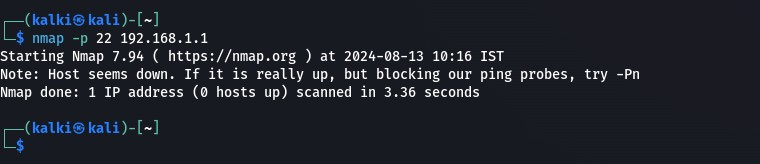 ┌──(kalki㉿kali)-[~]
└─$ nmap -p 22 192.168.1.1
Starting Nmap 7.94 ( https://nmap.org ) at 2024-08-13 10:16 IST
Note: Host seems down. If it is really up, but blocking our ping probes, try -Pn
Nmap done: 1 IP address (0 hosts up) scanned in 3.36 seconds
┌──(kalki㉿kali)-[~]
└─$